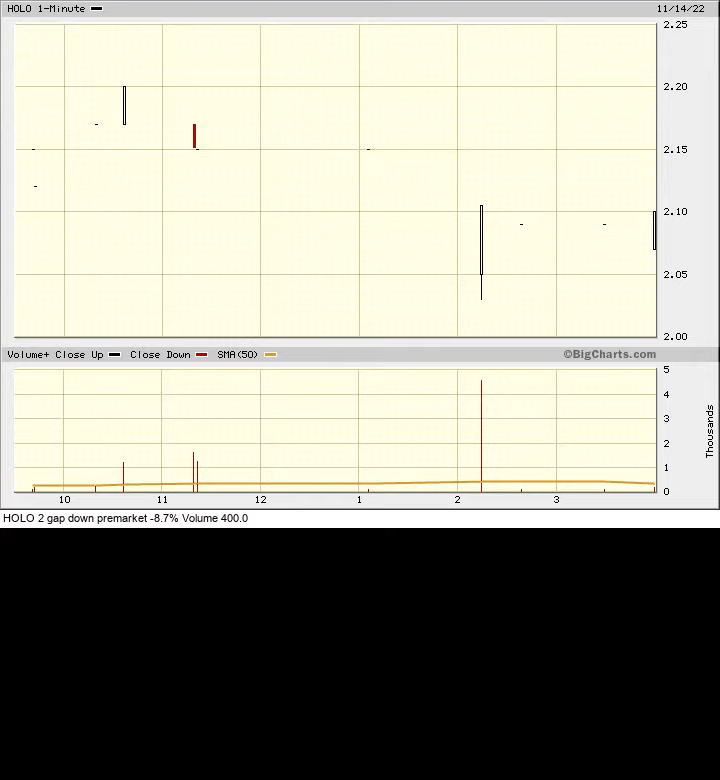 HOLO 1-Minute 11/14/22
2.25
2.20
2.15
2.10
2.05
2.00
Volume+ Close Up Close Down SMA(50) ©BigCharts.com
5
4
3
2
1
0
Thousands
10 11 12 1 2 3
HOLO 2 gap down premarket -8.7% Volume 400.0